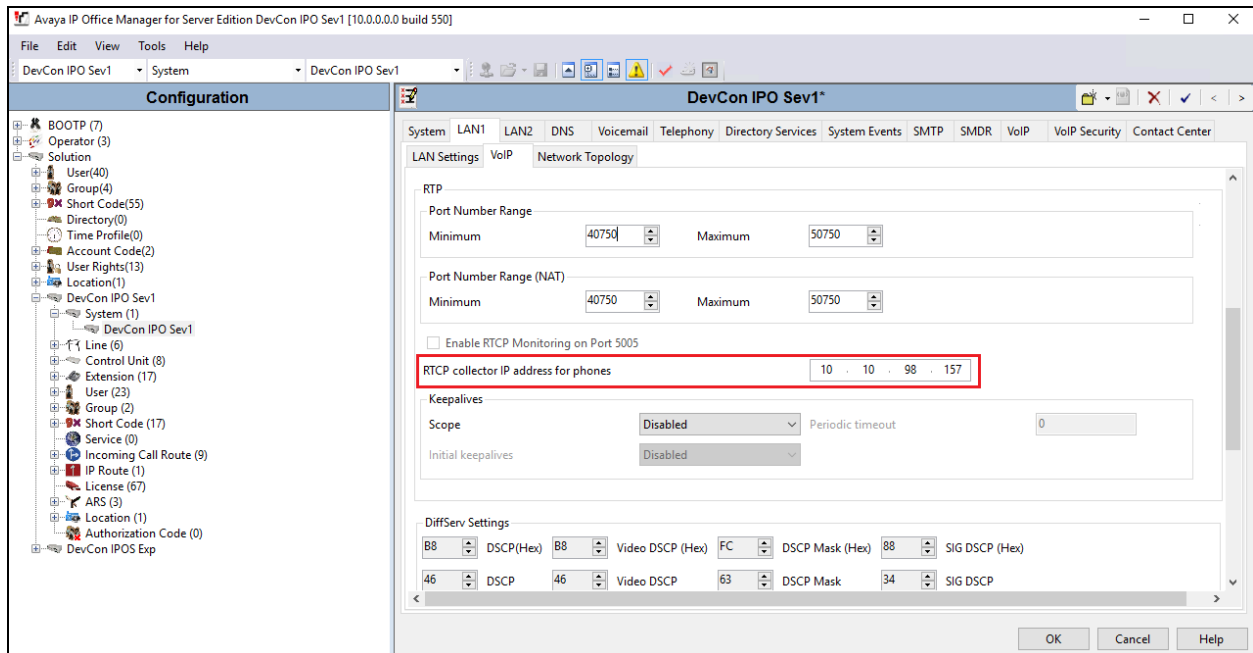 Avaya IP Office Manager for Server Edition DevCon IPO Sev1 [10.0.0.0.0 build 550]
File Edit View Tools Help
DevCon IPO Sev1 System DevCon IPO Sev1
Configuration
BOOTP (7)
Operator (3)
Solution
User(40)
Group(4)
Short Code(55)
Directory(0)
Time Profile(0)
Account Code(2)
User Rights(13)
Location(1)
DevCon IPO Sev1
System (1)
DevCon IPO Sev1
Line (6)
Control Unit (8)
Extension (17)
User (23)
Group (2)
Short Code (17)
Service (0)
Incoming Call Route (9)
IP Route (1)
License (67)
ARS (3)
Location (1)
Authorization Code (0)
DevCon IPOS Exp
DevCon IPO Sev1*
System LAN1 LAN2 DNS Voicemail Telephony Directory Services System Events SMTP SMDR VoIP VoIP Security Contact Center
LAN Settings VoIP Network Topology
RTP
Port Number Range
Minimum 40750 Maximum 50750
Port Number Range (NAT)
Minimum 40750 Maximum 50750
Enable RTCP Monitoring on Port 5005
RTCP collector IP address for phones 10 . 10 . 98 . 157
Keepalives
Scope Disabled Periodic timeout 0
Initial keepalives Disabled
DiffServ Settings
B8 DSCP(Hex) B8 Video DSCP (Hex) FC DSCP Mask (Hex) 88 SIG DSCP (Hex)
46 DSCP 46 Video DSCP 63 DSCP Mask 34 SIG DSCP
OK Cancel Help